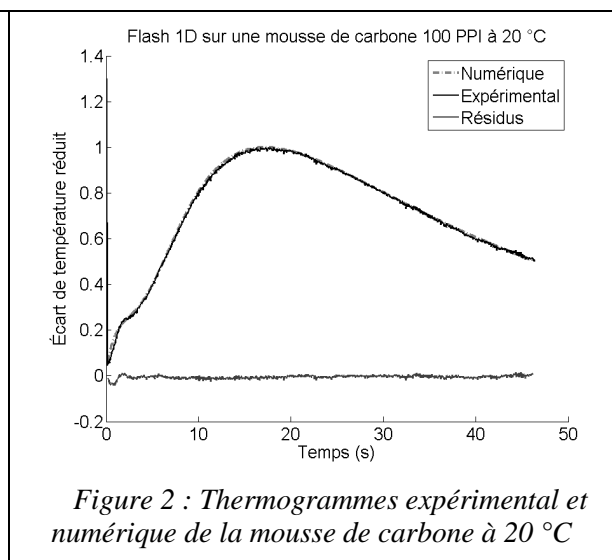 Flash 1D sur une mousse de carbone 100 PPI à 20 °C
1.4
1.2
1
0.8
0.6
0.4
0.2
0
-0.2
Écart de température réduit
Numérique
Expérimental
Résidus
0 10 20 30 40 50
Temps (s)
Figure 2 : Thermogrammes expérimental et
numérique de la mousse de carbone à 20 °C